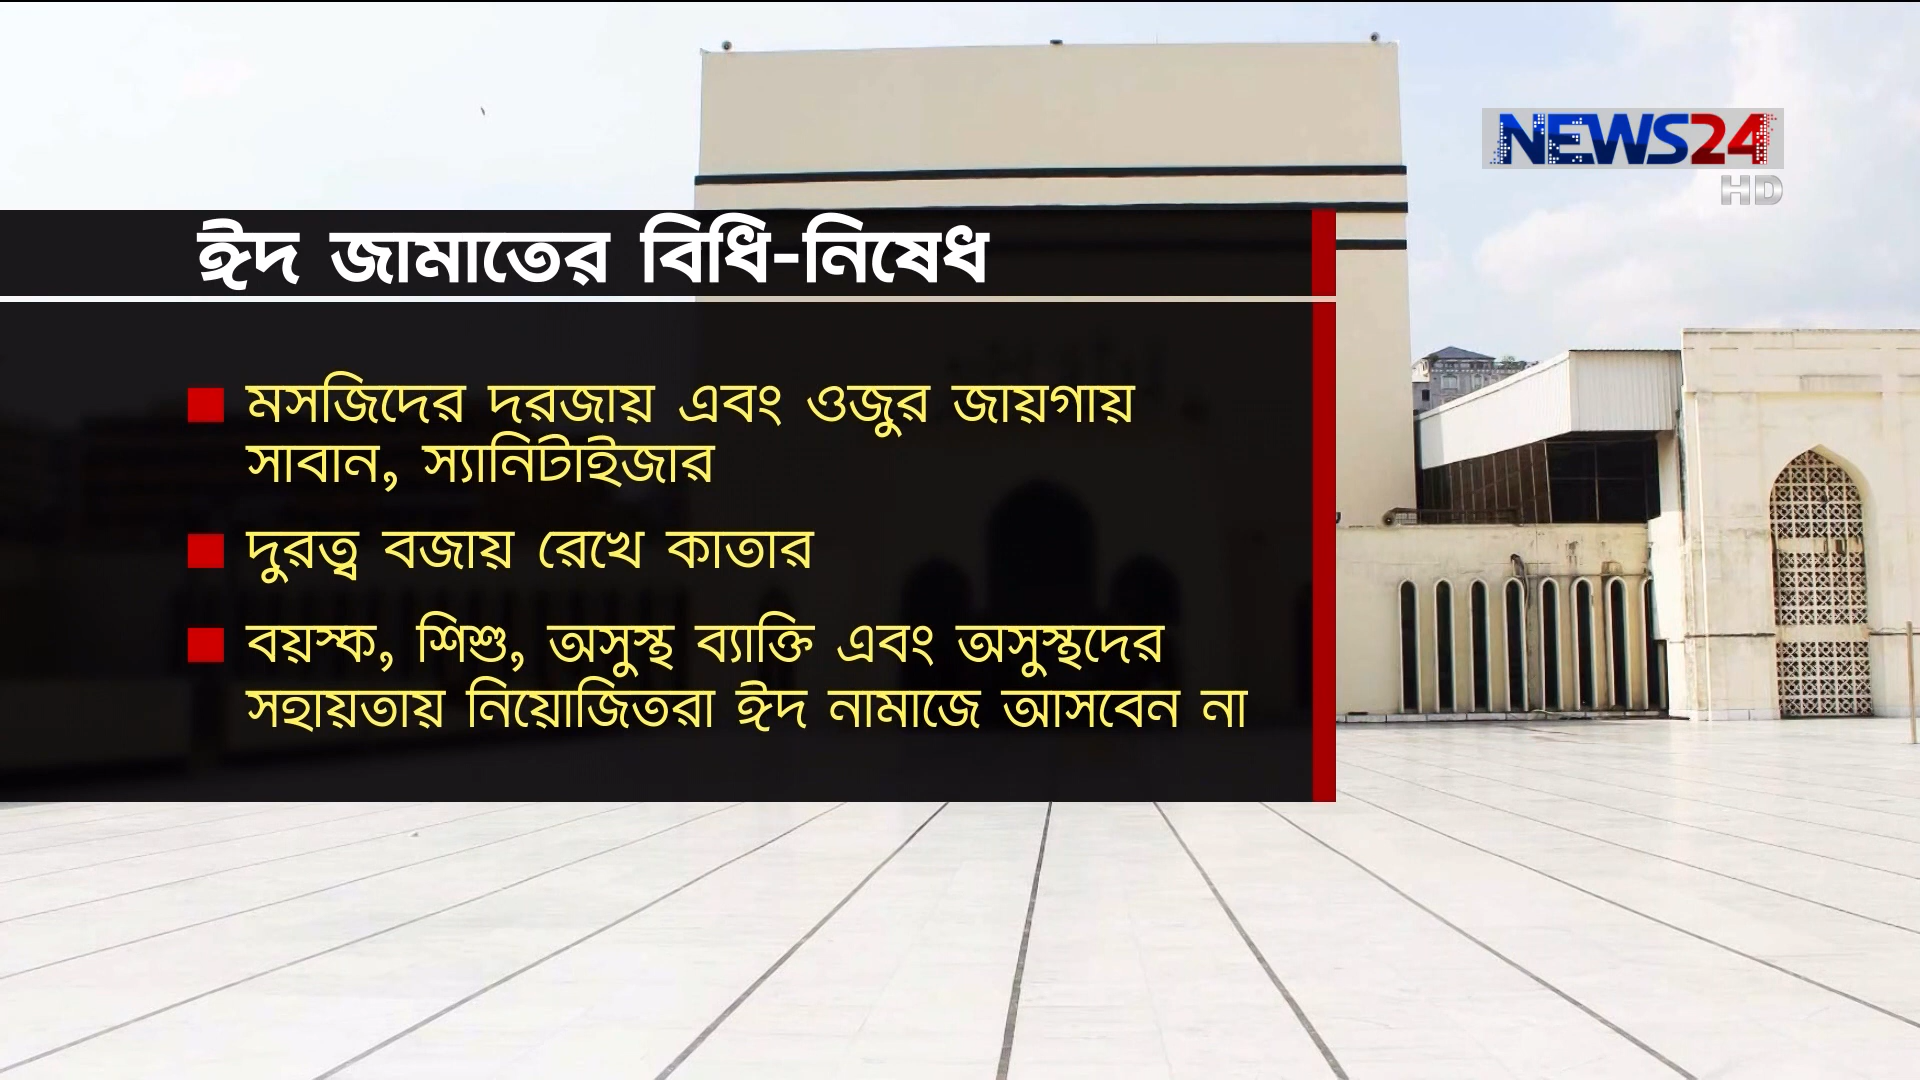 NEWS24
HD
ঈদ জামাতের বিধি-নিষেধ
মসজিদের দরজায় এবং ওজুর জায়গায়
সাবান, স্যানিটাইজার
দুরত্ব বজায় রেখে কাতার
বয়স্ক, শিশু, অসুস্থ ব্যাক্তি এবং অসুস্থদের
সহায়তায় নিয়োজিতরা ঈদ নামাজে আসবেন না